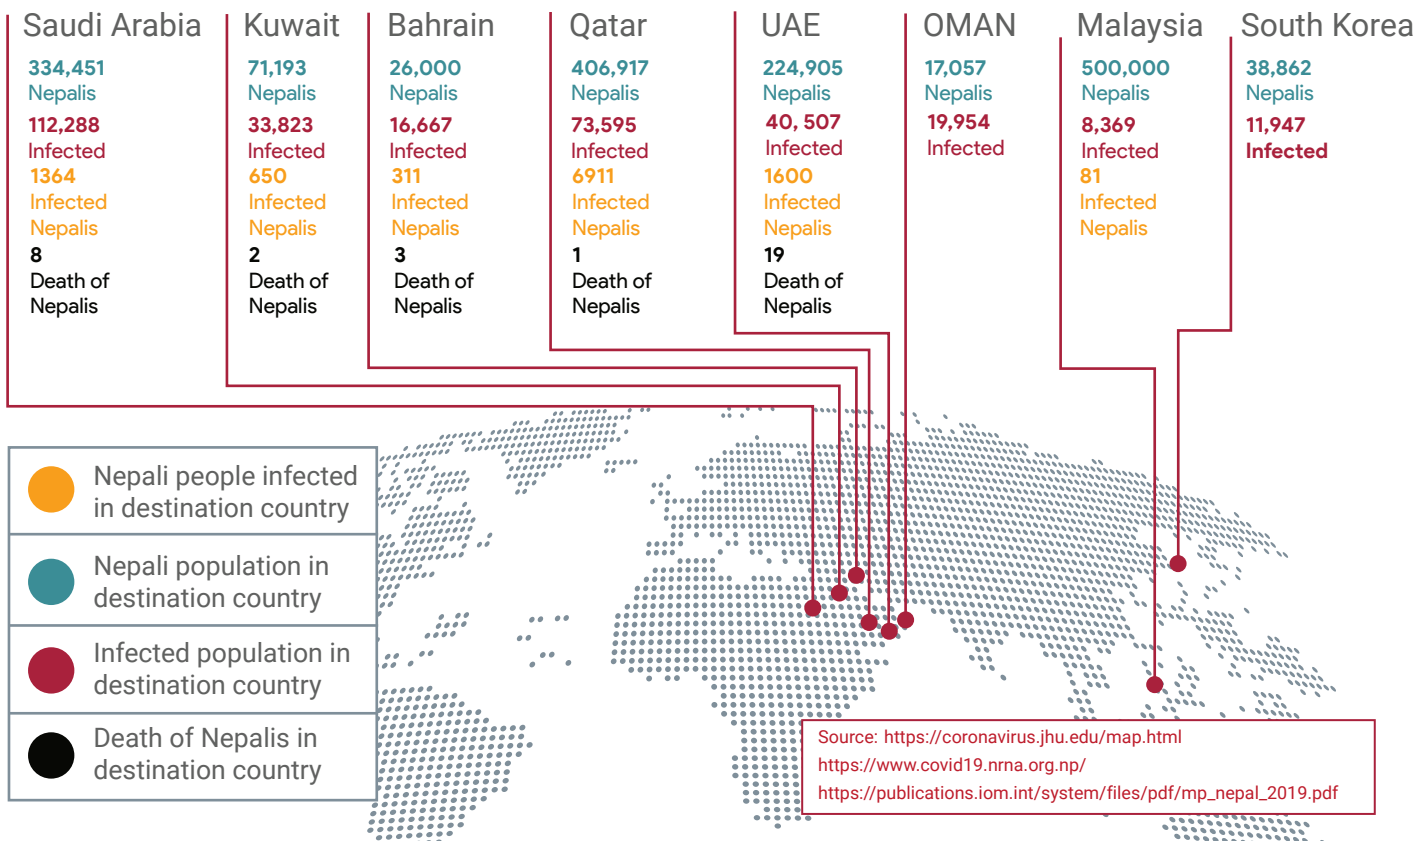 Saudi Arabia
334,451
Nepalis
112,288
Infected
1364
Infected
Nepalis
8
Death of
Nepalis
Kuwait
71,193
Nepalis
33,823
Infected
650
Infected
Nepalis
2
Death of
Nepalis
Bahrain
26,000
Nepalis
16,667
Infected
311
Infected
Nepalis
3
Death of
Nepalis
Qatar
406,917
Nepalis
73,595
Infected
6911
Infected
Nepalis
1
Death of
Nepalis
UAE
224,905
Nepalis
40, 507
Infected
1600
Infected
Nepalis
19
Death of
Nepalis
OMAN
17,057
Nepalis
19,954
Infected
Malaysia
500,000
Nepalis
8,369
Infected
81
Infected
Nepalis
South Korea
38,862
Nepalis
11,947
Infected
Nepali people infected
in destination country
Nepali population in
destination country
Infected population in
destination country
Death of Nepalis in
destination country
Source: https://coronavirus.jhu.edu/map.html
https://www.covid19.nrna.org.np/
https://publications.iom.int/system/files/pdf/mp_nepal_2019.pdf